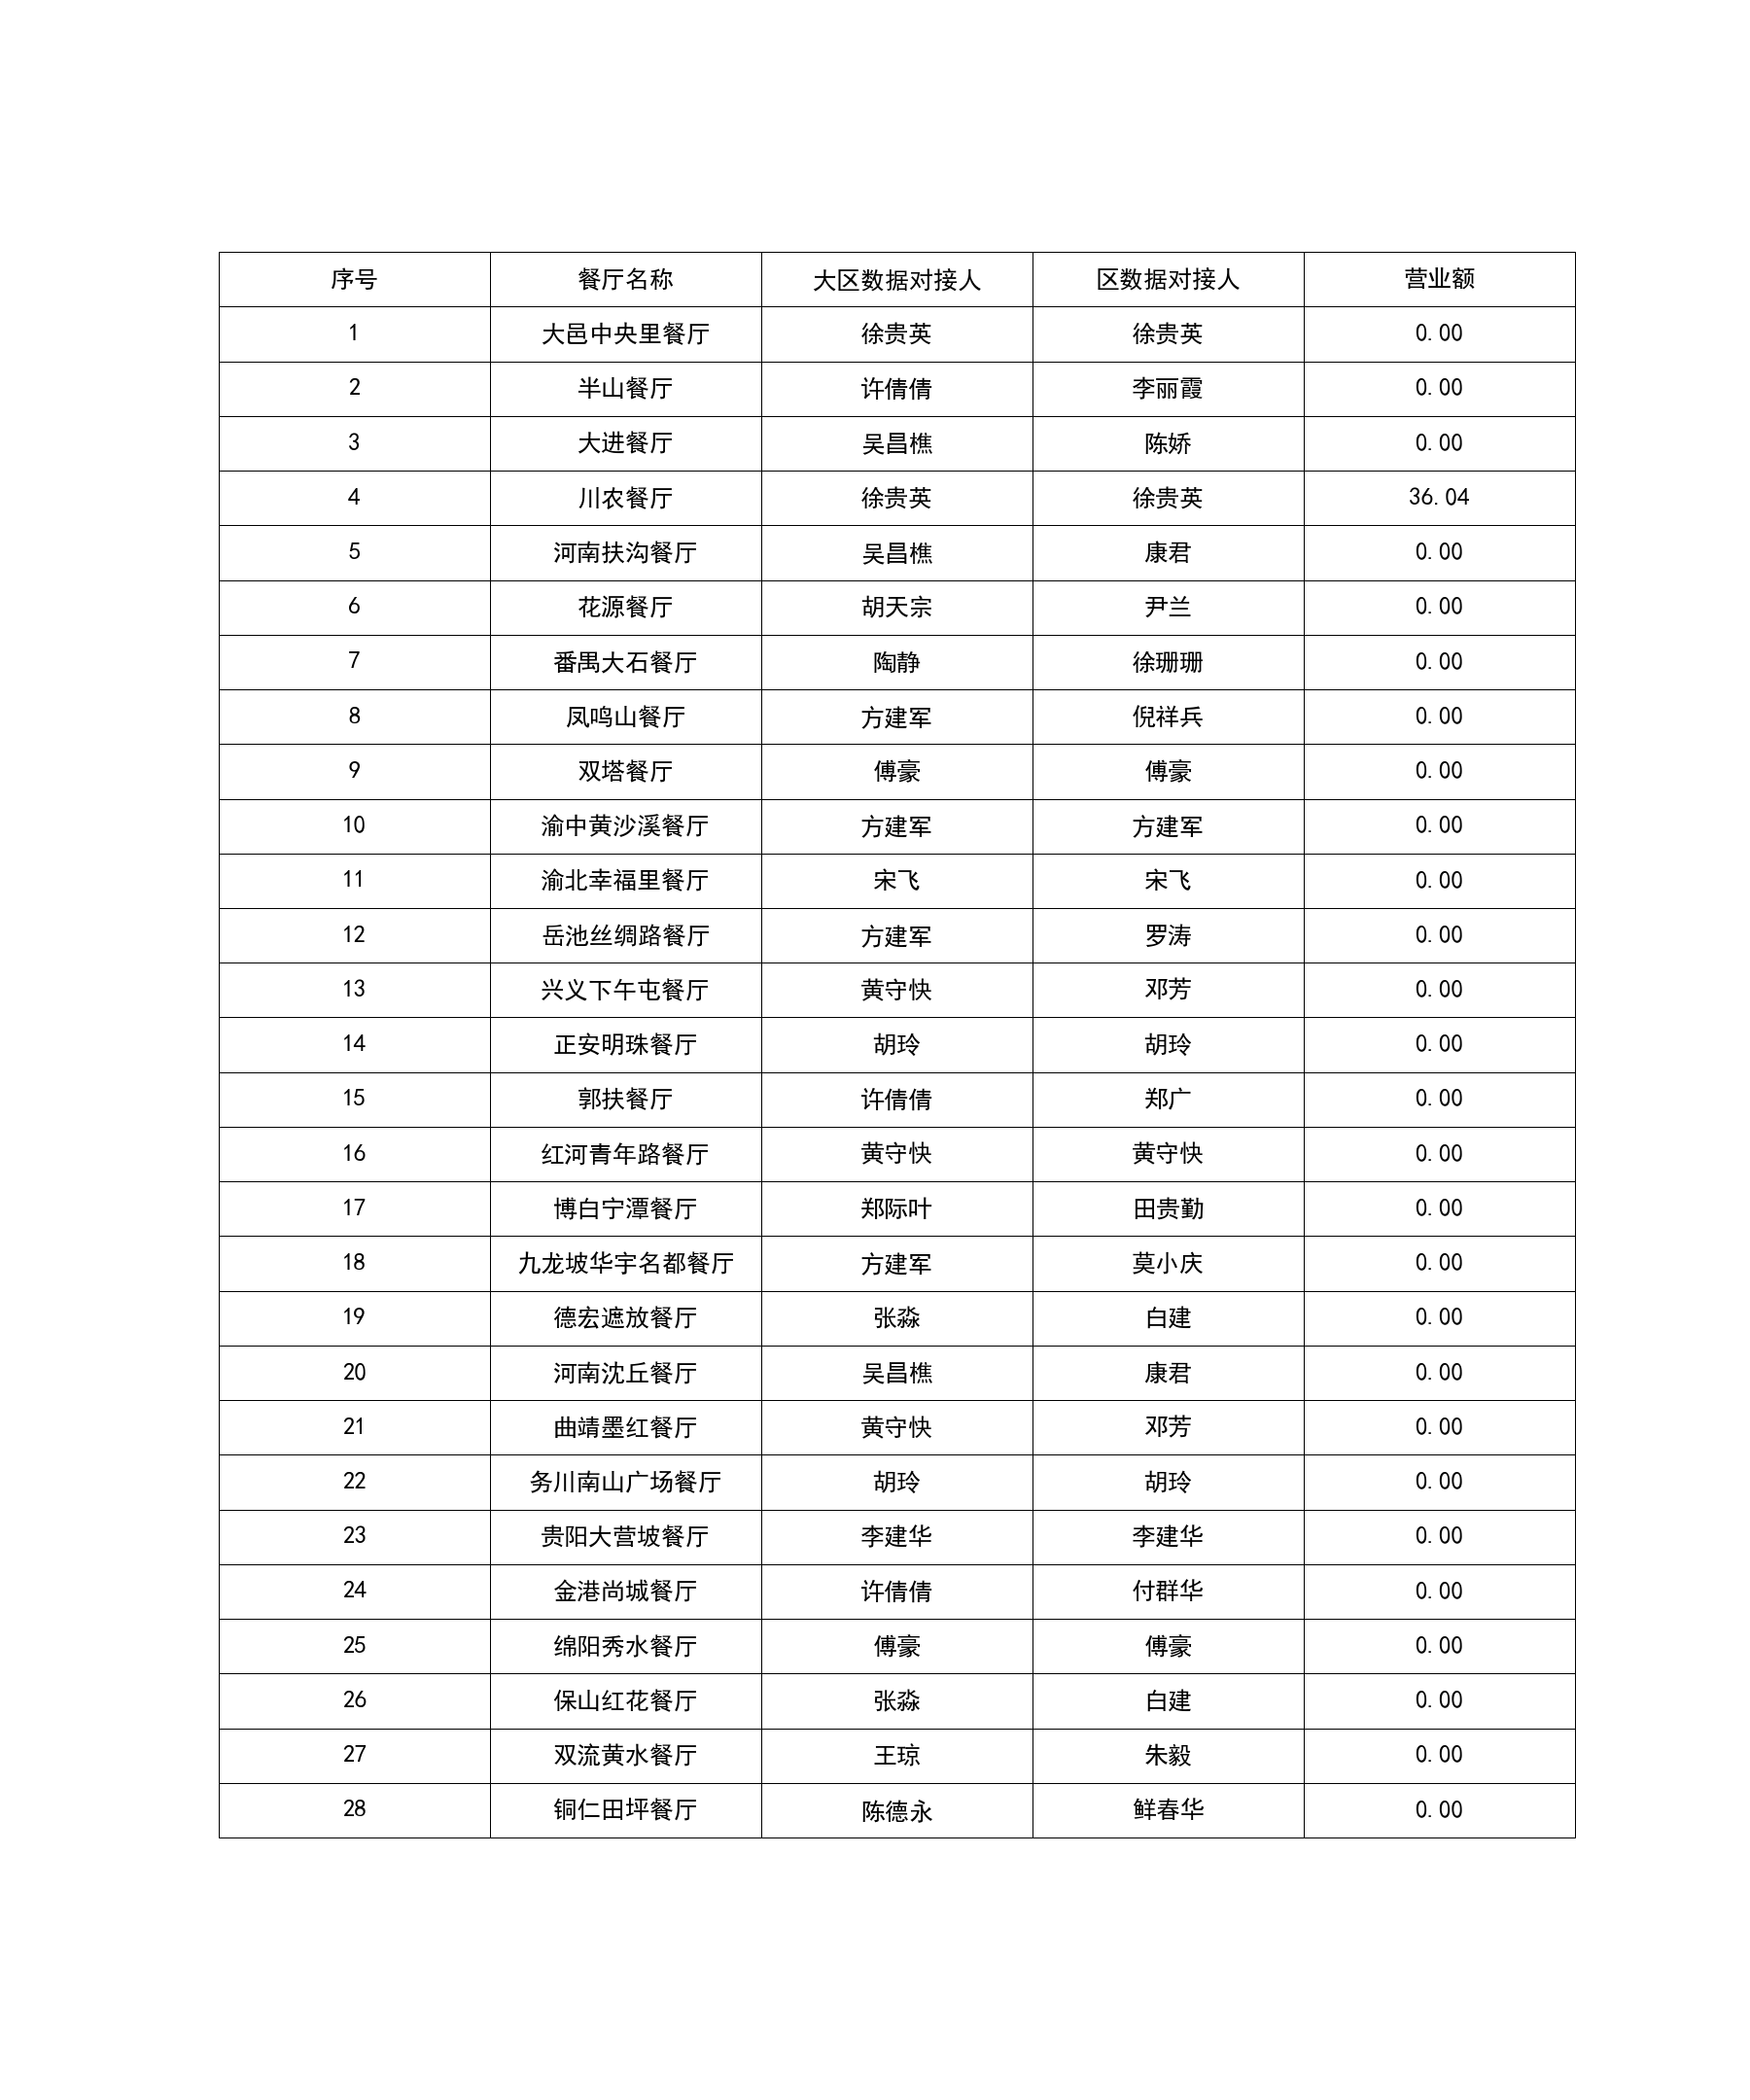 序号 餐厅名称 大区数据对接人 区数据对接人 营业额
1 大邑中央里餐厅 徐贵英 徐贵英 0.00
2 半山餐厅 许倩倩 李丽霞 0.00
3 大进餐厅 吴昌樵 陈娇 0.00
4 川农餐厅 徐贵英 徐贵英 36.04
5 河南扶沟餐厅 吴昌樵 康君 0.00
6 花源餐厅 胡天宗 尹兰 0.00
7 番禺大石餐厅 陶静 徐珊珊 0.00
8 凤鸣山餐厅 方建军 倪祥兵 0.00
9 双塔餐厅 傅豪 傅豪 0.00
10 渝中黄沙溪餐厅 方建军 方建军 0.00
11 渝北幸福里餐厅 宋飞 宋飞 0.00
12 岳池丝绸路餐厅 方建军 罗涛 0.00
13 兴义下午屯餐厅 黄守快 邓芳 0.00
14 正安明珠餐厅 胡玲 胡玲 0.00
15 郭扶餐厅 许倩倩 郑广 0.00
16 红河青年路餐厅 黄守快 黄守快 0.00
17 博白宁潭餐厅 郑际叶 田贵勤 0.00
18 九龙坡华宇名都餐厅 方建军 莫小庆 0.00
19 德宏遮放餐厅 张淼 白建 0.00
20 河南沈丘餐厅 吴昌樵 康君 0.00
21 曲靖墨红餐厅 黄守快 邓芳 0.00
22 务川南山广场餐厅 胡玲 胡玲 0.00
23 贵阳大营坡餐厅 李建华 李建华 0.00
24 金港尚城餐厅 许倩倩 付群华 0.00
25 绵阳秀水餐厅 傅豪 傅豪 0.00
26 保山红花餐厅 张淼 白建 0.00
27 双流黄水餐厅 王琼 朱毅 0.00
28 铜仁田坪餐厅 陈德永 鲜春华 0.00